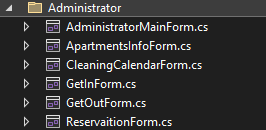 Administrator
AdministratorMainForm.cs
ApartmentsInfoForm.cs
CleaningCalendarForm.cs
GetInForm.cs
GetOutForm.cs
ReservaitionForm.cs